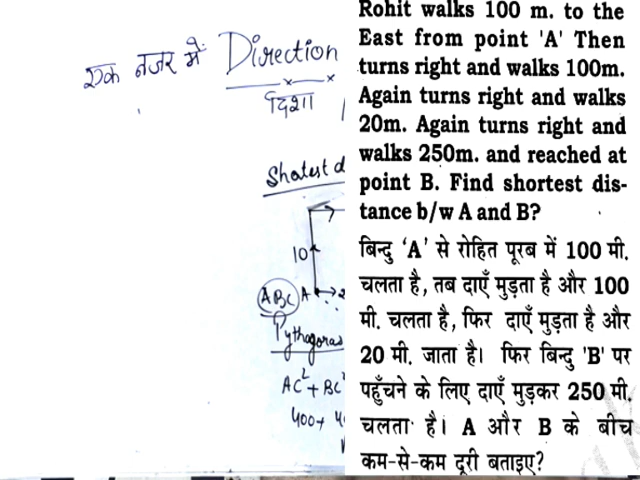 एक नजर में Direction
दिशा
Shotest d
10
ABC A
Pythagoras
AC² + BC²
400+
Rohit walks 100 m. to the
East from point 'A' Then
turns right and walks 100m.
Again turns right and walks
20m. Again turns right and
walks 250m. and reached at
point B. Find shortest dis-
tance b/w A and B?
बिन्दु 'A' से रोहित पूरब में 100 मी.
चलता है, तब दाएँ मुड़ता है और 100
मी. चलता है, फिर दाएँ मुड़ता है और
20 मी. जाता है। फिर बिन्दु 'B' पर
पहुँचने के लिए दाएँ मुड़कर 250 मी.
चलता है। A और B के बीच
कम-से-कम दूरी बताइए?